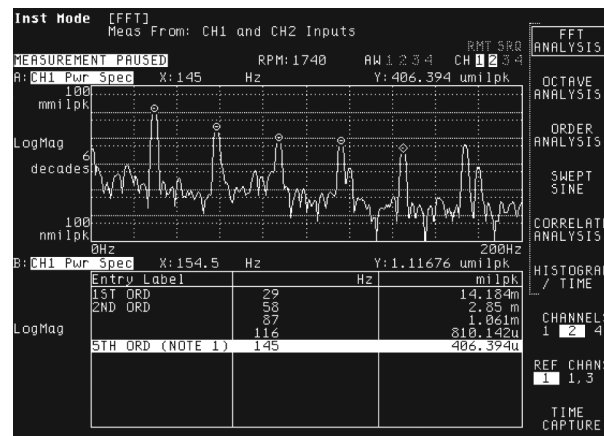 Inst Mode [FFT]
Meas From: CH1 and CH2 Inputs
RMT SRQ
MEASUREMENT PAUSED RPM:1740 AW 1 2 3 4 CH 1 2 3 4
A: CH1 Pwr Spec X:145 Hz Y:406.394 umilpk
100
mmilpk
LogMag
6
decades
100
nmilpk
0Hz 200Hz
B: CH1 Pwr Spec X:154.5 Hz Y:1.11676 umilpk
Entry Label Hz milpk
1ST ORD 29 14.184m
2ND ORD 58 2.85 m
87 1.061m
LogMag
116 810.142u
5TH ORD (NOTE 1) 145 406.394u
FFT
ANALYSIS
OCTAVE
ANALYSIS
ORDER
ANALYSIS
SWEPT
SINE
CORRELATE
ANALYSIS
HISTOGRAM
/ TIME
CHANNELS
1 2 4
REF CHANS
1 1,3
TIME
CAPTURE